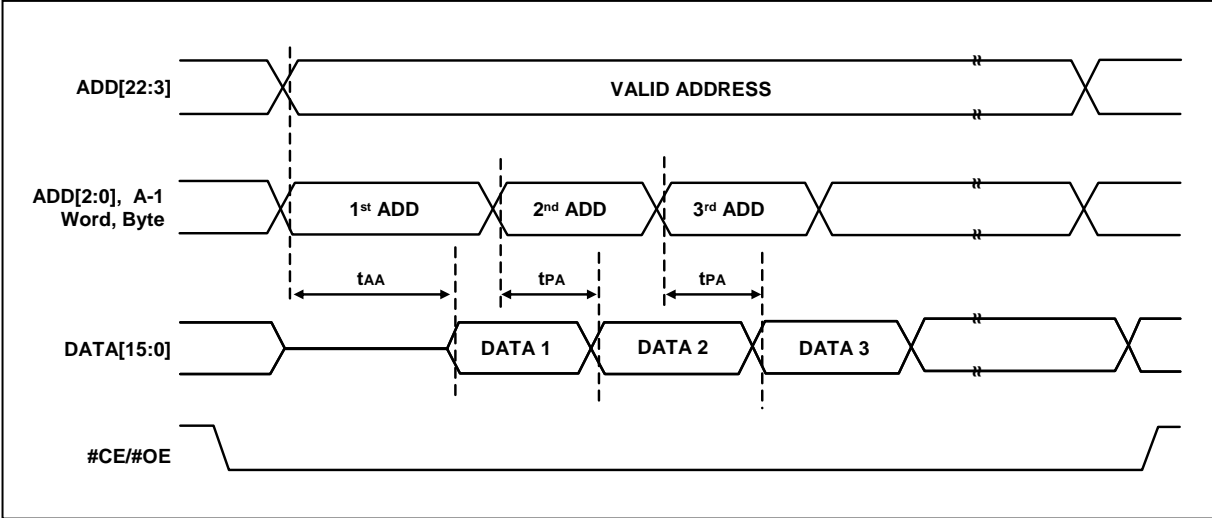 ADD[22:3]
VALID ADDRESS
ADD[2:0], A-1
Word, Byte
1st ADD
2nd ADD
3rd ADD
tAA
tPA
tPA
DATA[15:0]
DATA 1
DATA 2
DATA 3
#CE/#OE